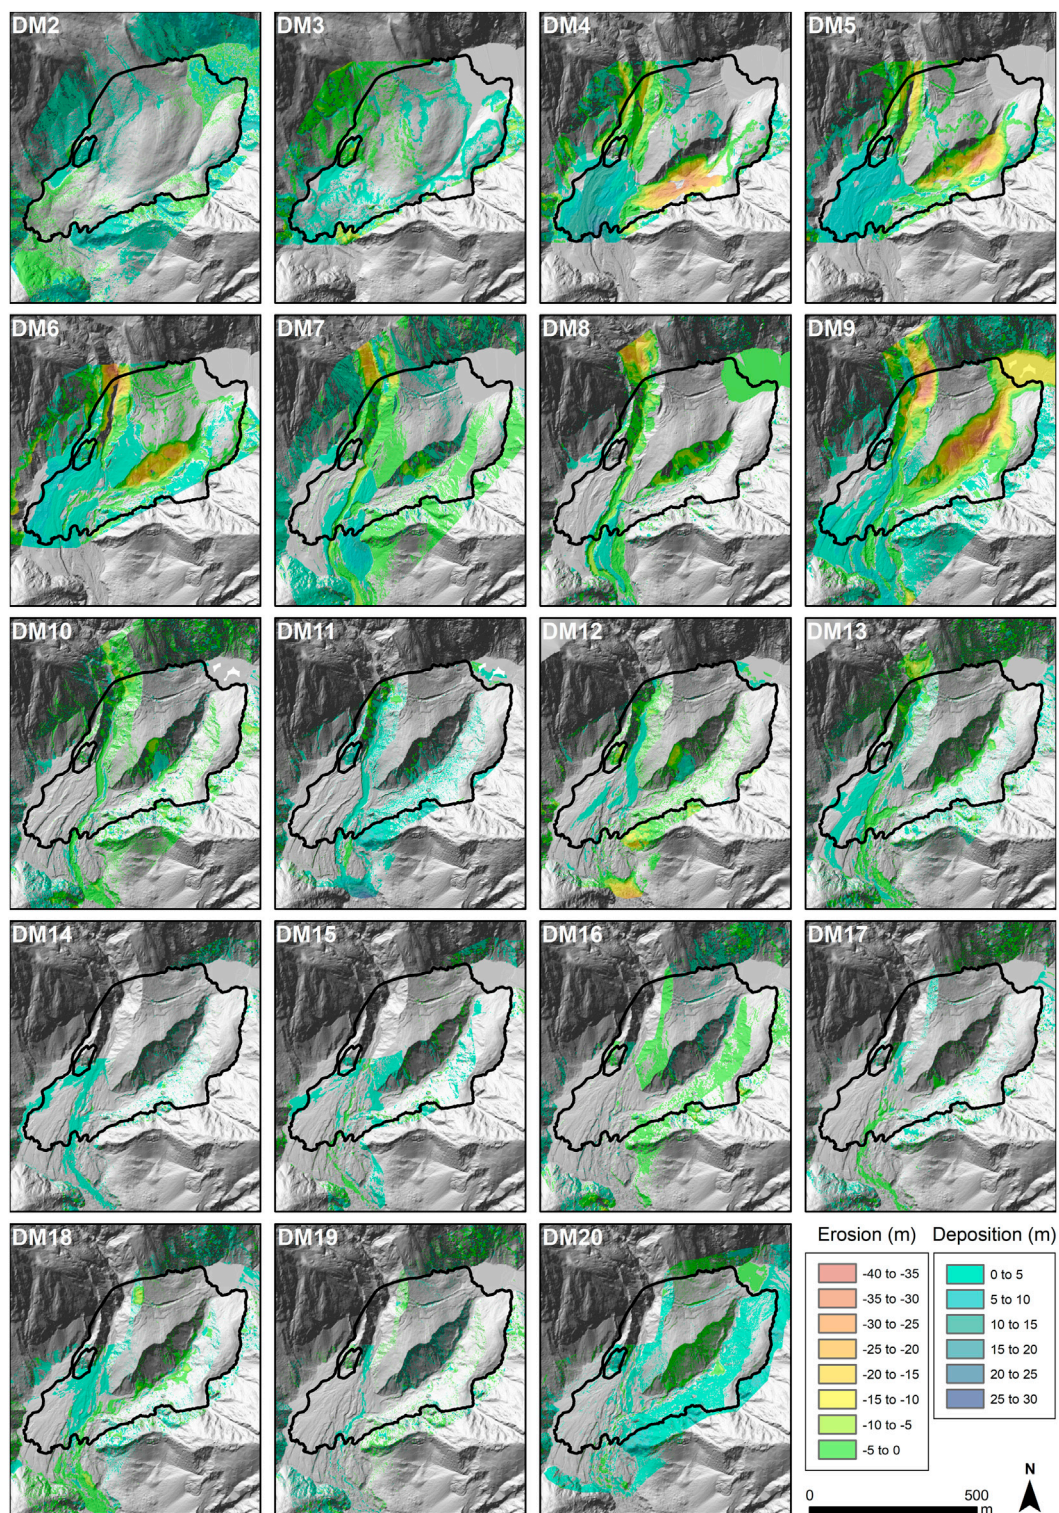 DM2
DM3
DM4
DM5
DM6
DM7
DM8
DM9
DM10
DM11
DM12
DM13
DM14
DM15
DM16
DM17
DM18
DM19
DM20
Erosion (m) Deposition (m)
-40 to -35 0 to 5
-35 to -30 5 to 10
-30 to -25 10 to 15
-25 to -20 15 to 20
-20 to -15 20 to 25
-15 to -10 25 to 30
-10 to -5
-5 to 0
N
0 500
m